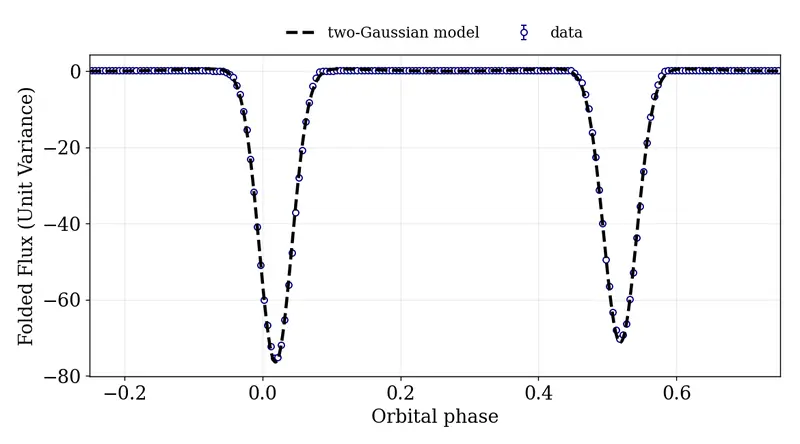 two-Gaussian model
data
Folded Flux (Unit Variance)
0
−20
−40
−60
−80
−0.2
0.0
0.2
0.4
0.6
Orbital phase